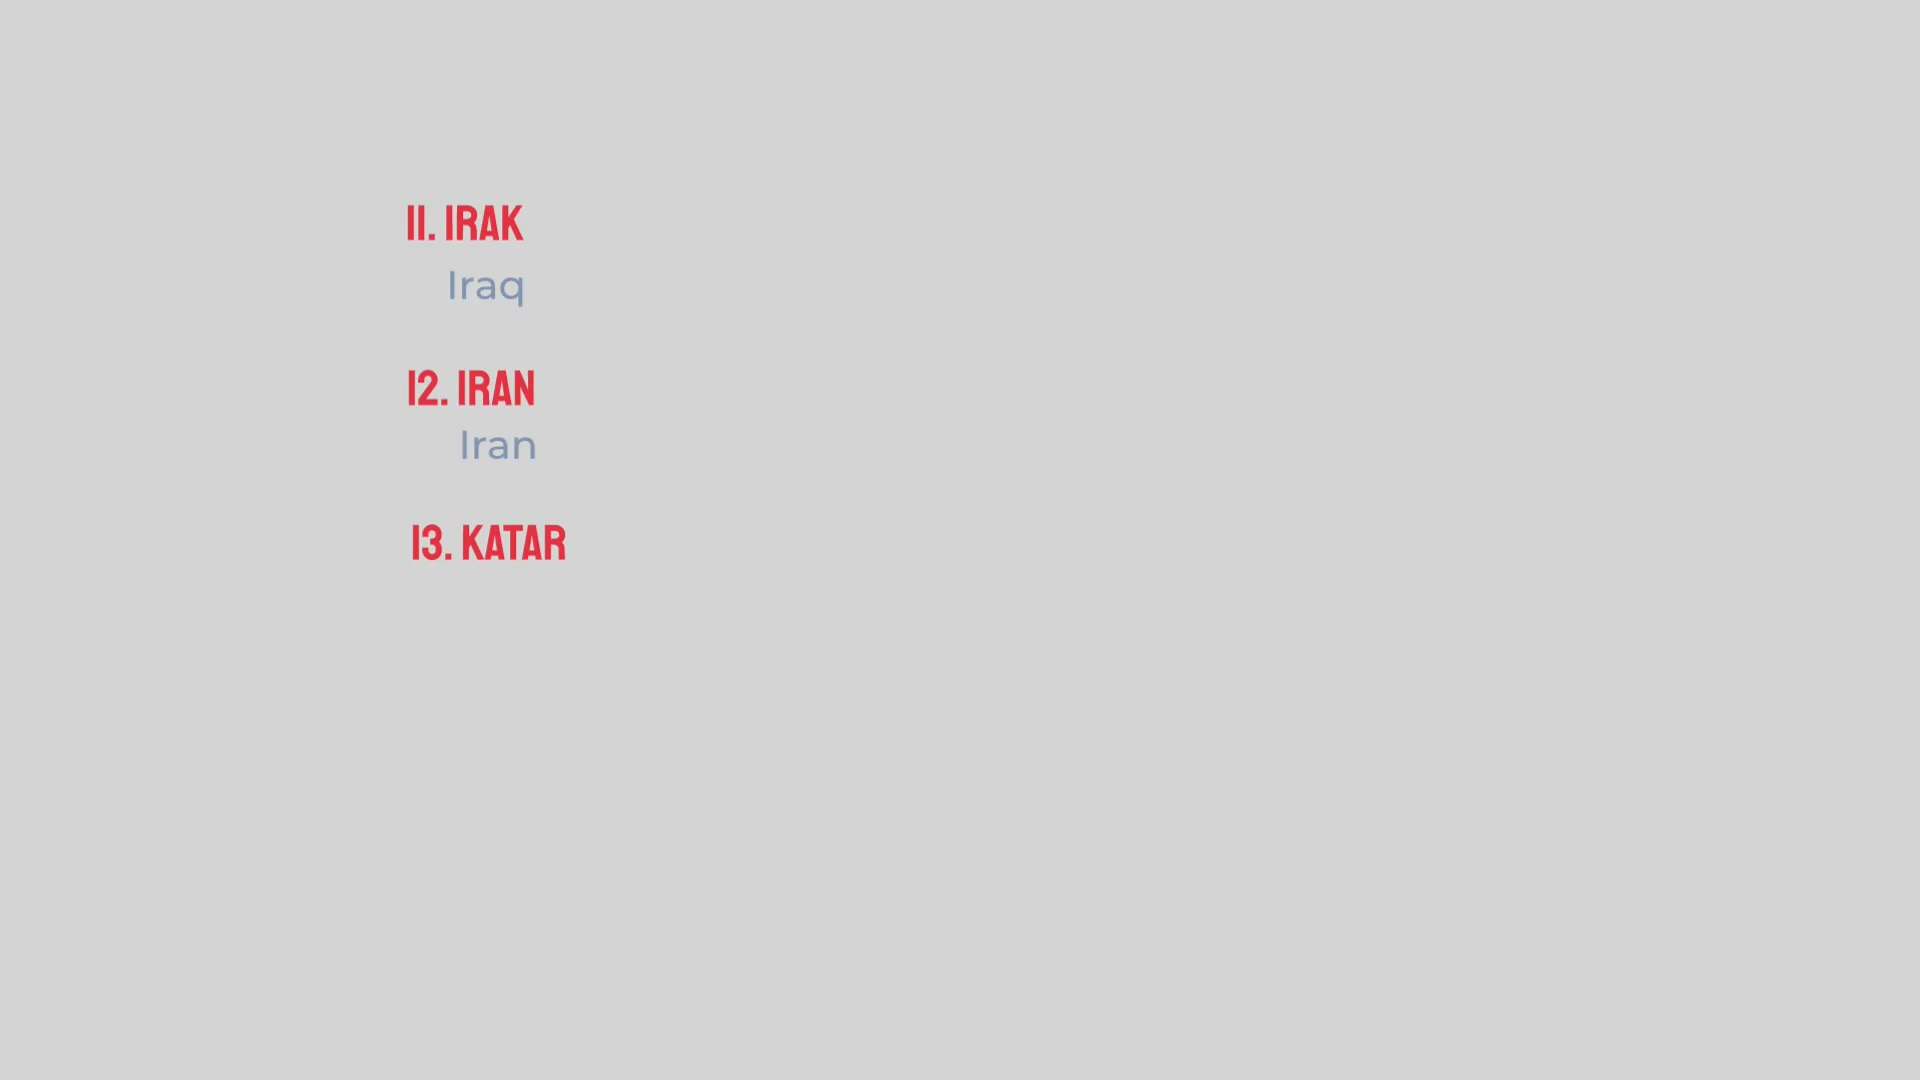 11. IRAK
Iraq
12. IRAN
Iran
13. KATAR